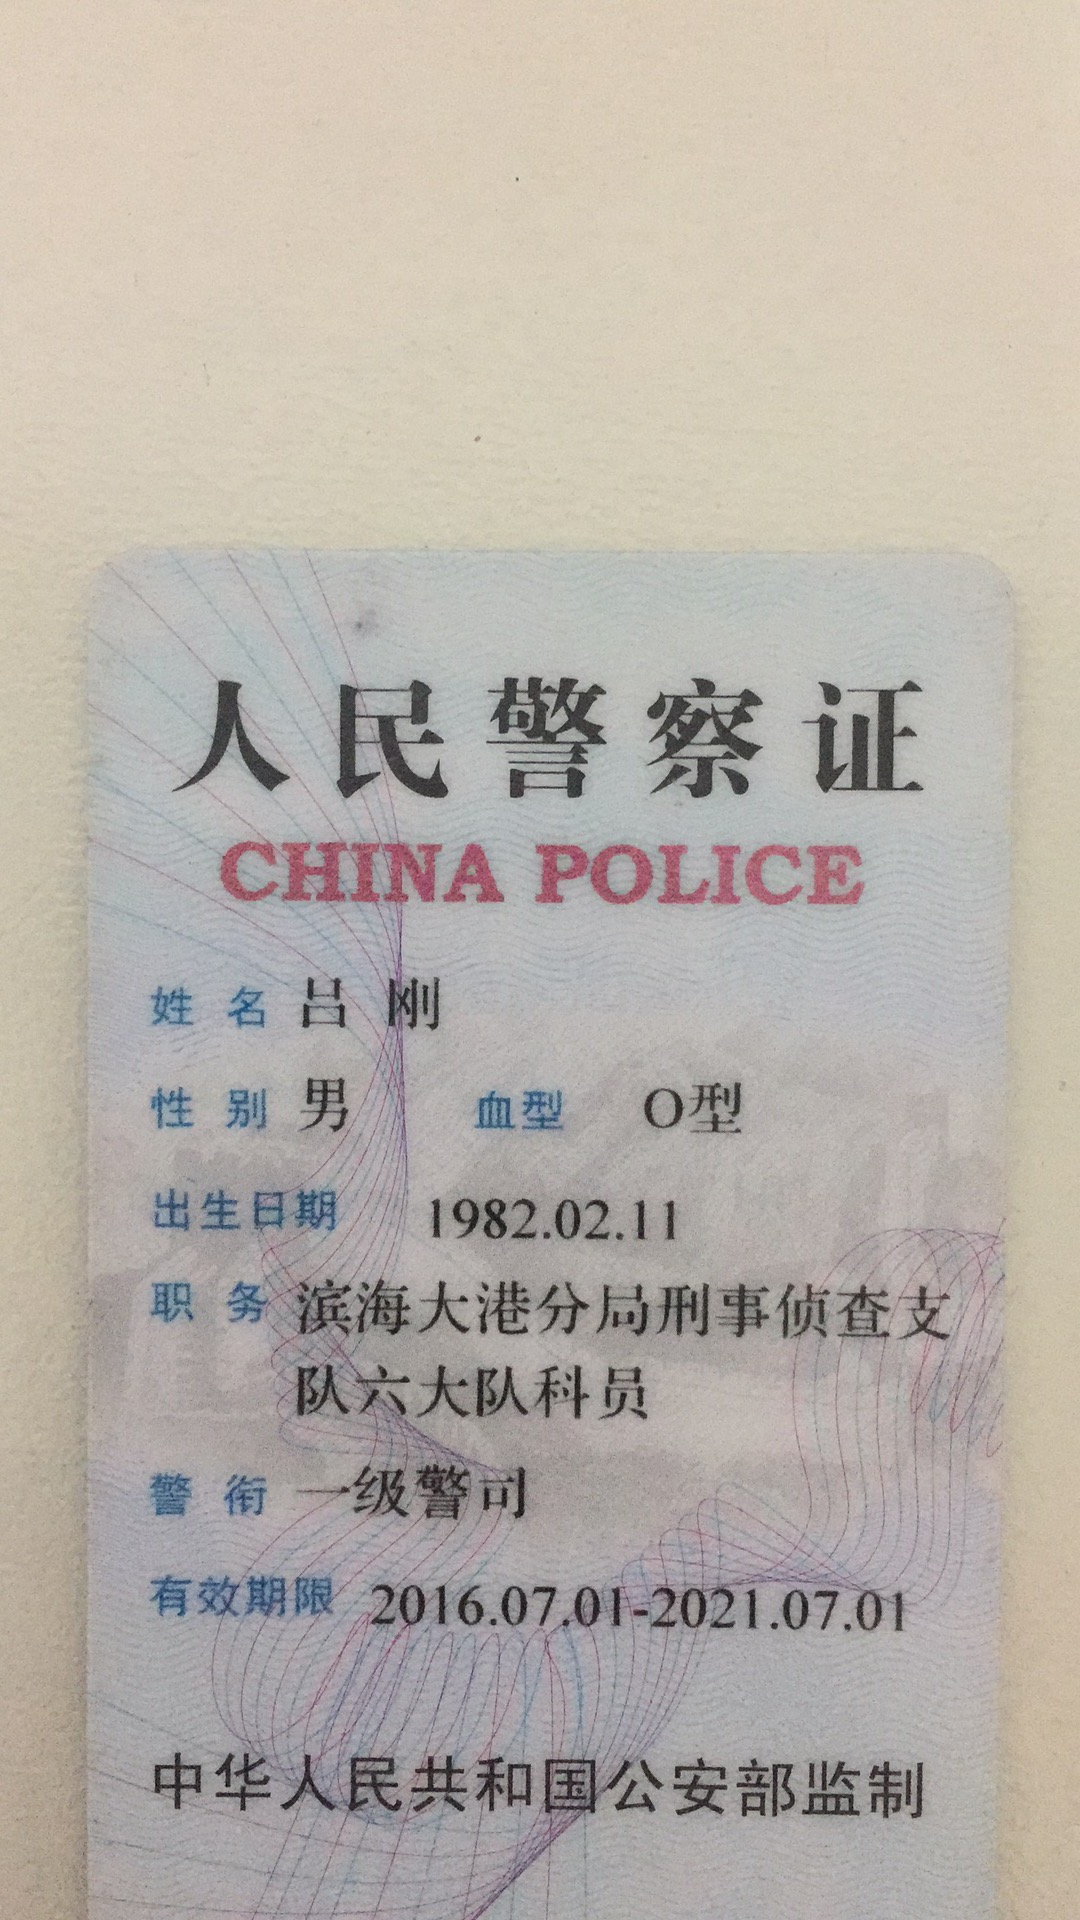 人民警察证
CHINA POLICE
姓 名 吕 刚
性 别 男 血型 O型
出生日期 1982.02.11
职 务 滨海大港分局刑事侦查支
队六大队科员
警 衔 一级警司
有效期限 2016.07.01-2021.07.01
中华人民共和国公安部监制